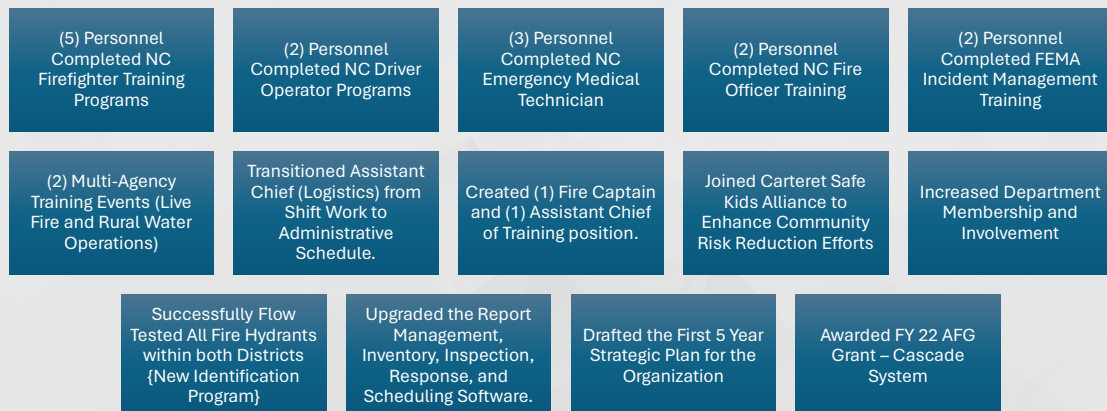 (5) Personnel
Completed NC
Firefighter Training
Programs
(2) Personnel
Completed NC Driver
Operator Programs
(3) Personnel
Completed NC
Emergency Medical
Technician
(2) Personnel
Completed NC Fire
Officer Training
(2) Personnel
Completed FEMA
Incident Management
Training
(2) Multi-Agency
Training Events (Live
Fire and Rural Water
Operations)
Transitioned Assistant
Chief (Logistics) from
Shift Work to
Administrative
Schedule.
Created (1) Fire Captain
and (1) Assistant Chief
of Training position.
Joined Carteret Safe
Kids Alliance to
Enhance Community
Risk Reduction Efforts
Increased Department
Membership and
Involvement
Successfully Flow
Tested All Fire Hydrants
within both Districts
{New Identification
Program}
Upgraded the Report
Management,
Inventory, Inspection,
Response, and
Scheduling Software.
Drafted the First 5 Year
Strategic Plan for the
Organization
Awarded FY 22 AFG
Grant – Cascade
System